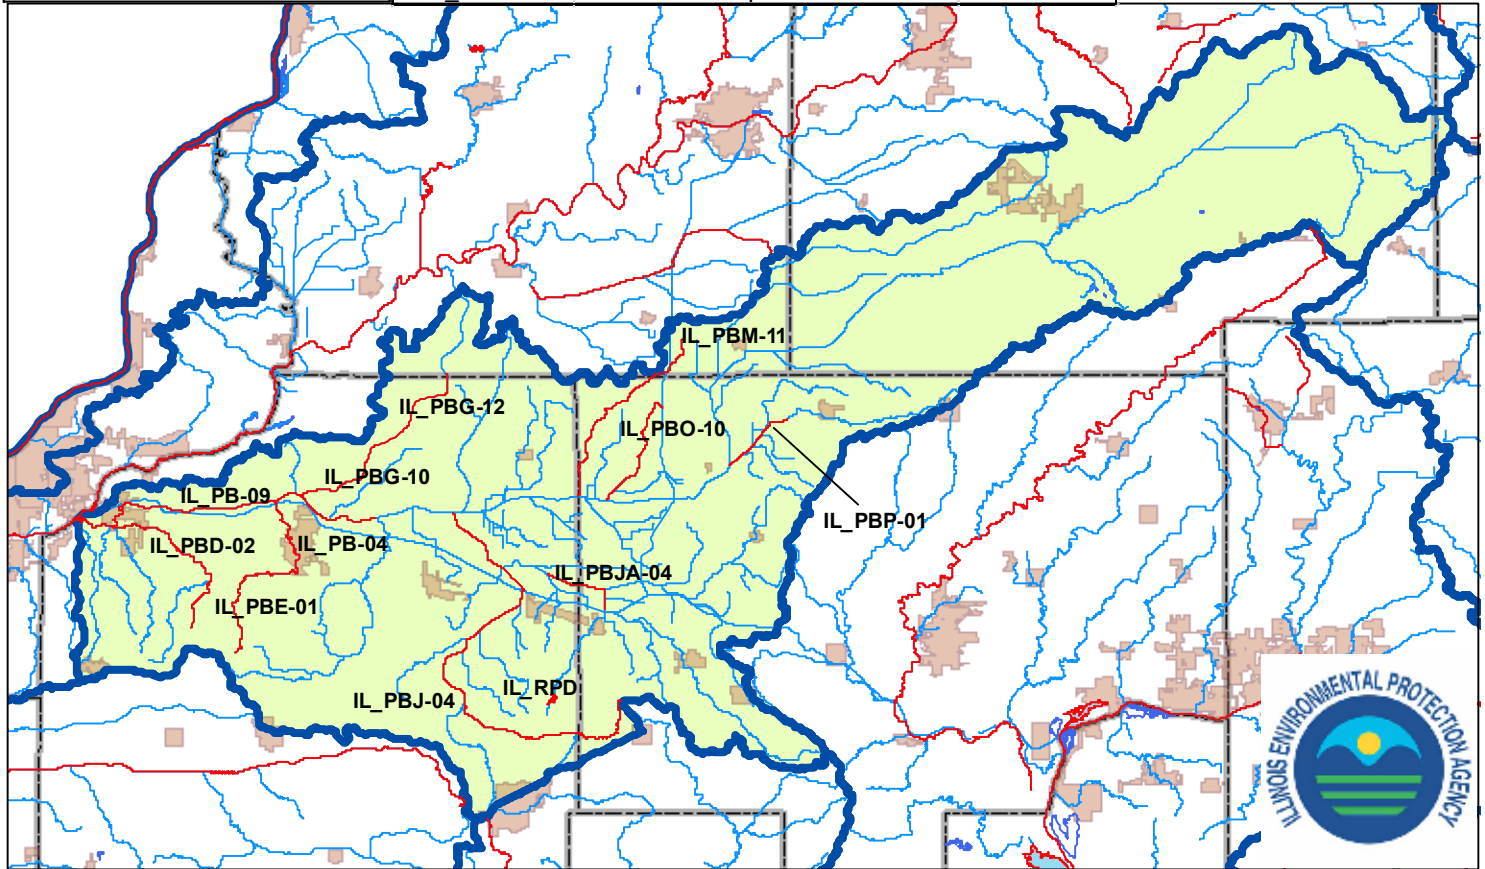 IL_PBM-11
IL_PBG-12
IL_PBO-10
IL_PBG-10
IL_PB-09
IL_PBP-01
IL_PBD-02
IL_PB-04
IL_PBJA-04
IL_PBE-01
IL_RPD
IL_PBJ-04
ILLINOIS ENVIRONMENTAL PROTECTION AGENCY